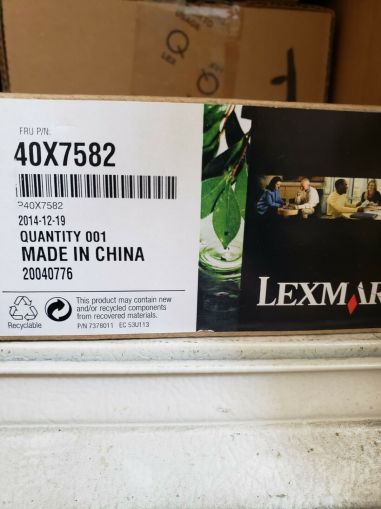 FRU P/N:
40X7582
P40X7582
2014-12-19
QUANTITY 001
MADE IN CHINA
20040776
Recyclable
This product may contain new
and/or recycled components
from recovered materials.
P/N 7378011 EC 53U113
LEXMAR